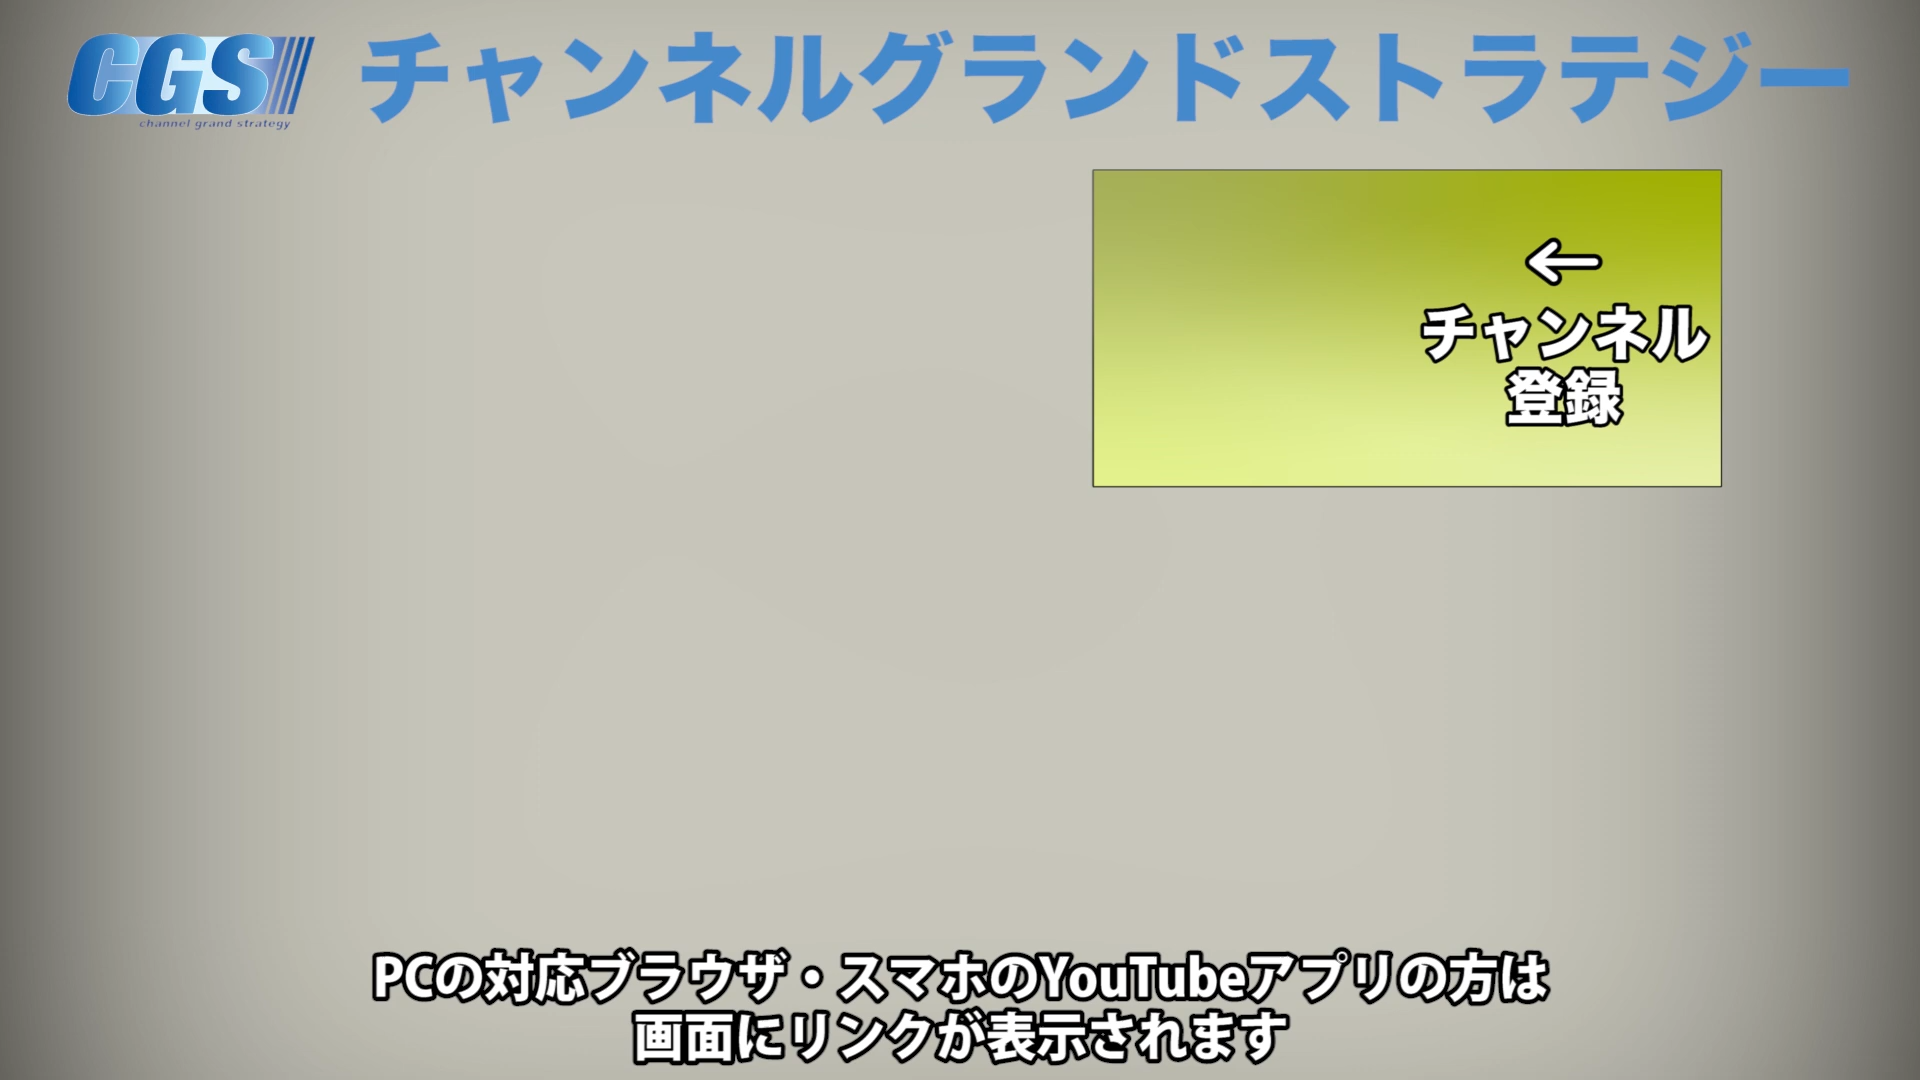 CGS
channel grand strategy
チャンネルグランドストラテジー
←
チャンネル
登録
PCの対応ブラウザ・スマホのYouTubeアプリの方は
画面にリンクが表示されます